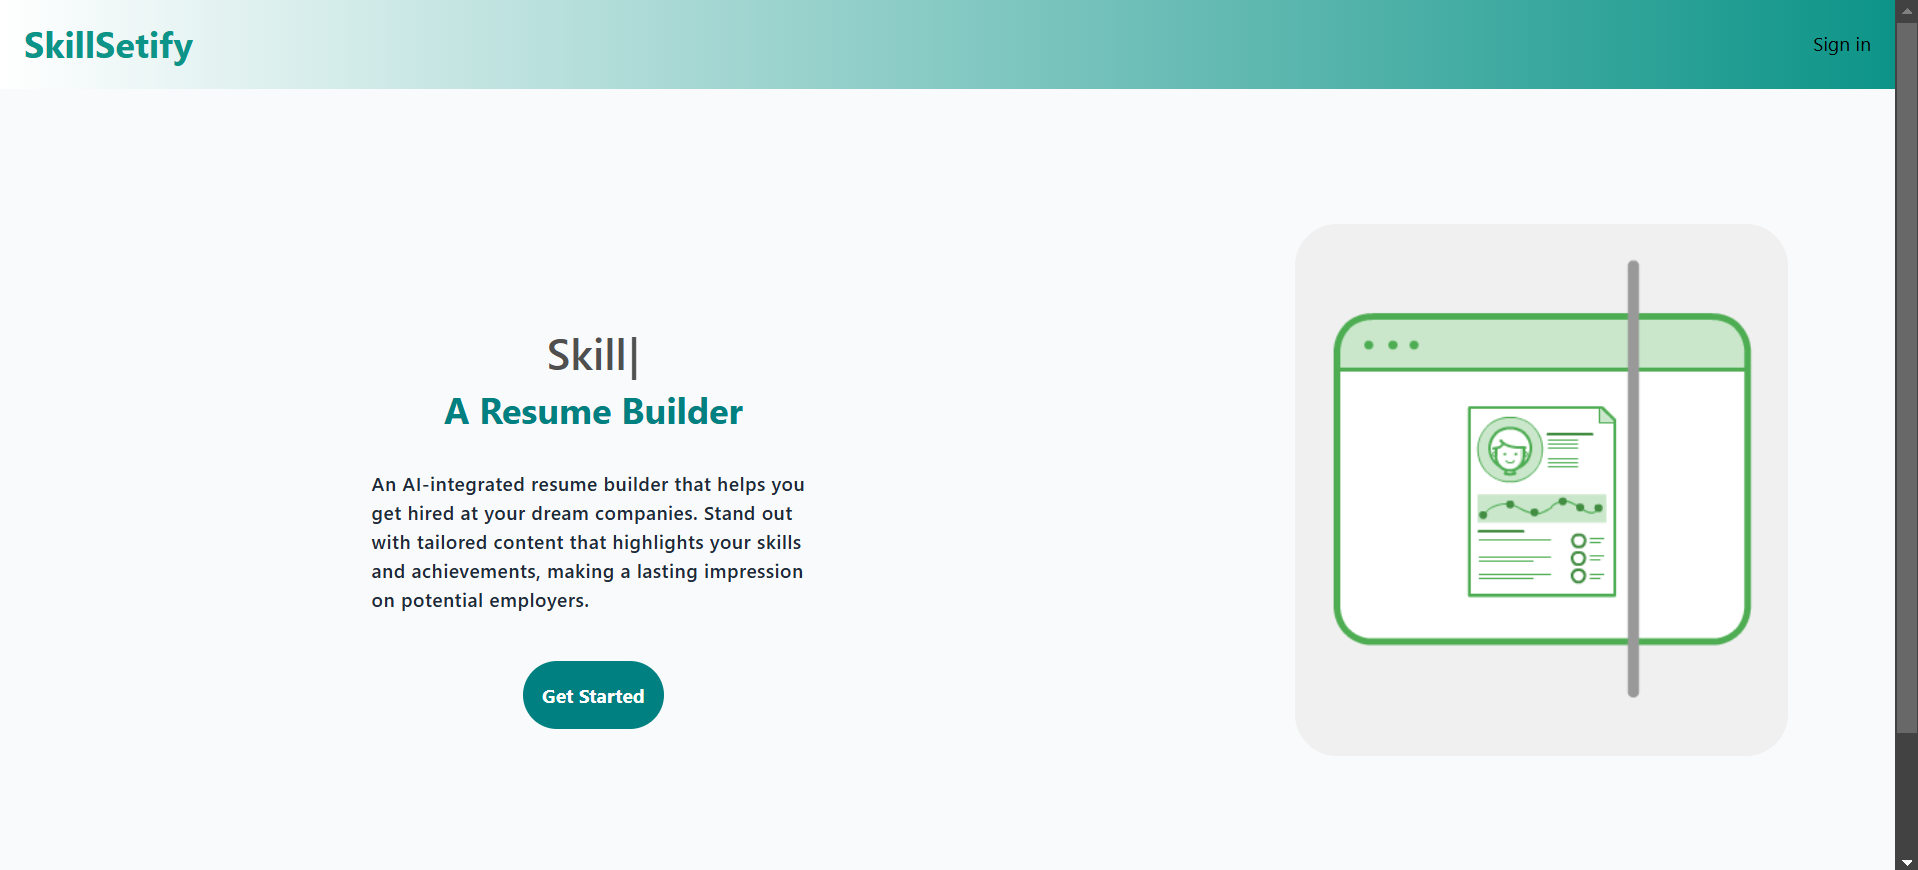 SkillSetify
Sign in
Skill|
A Resume Builder
An AI-integrated resume builder that helps you
get hired at your dream companies. Stand out
with tailored content that highlights your skills
and achievements, making a lasting impression
on potential employers.
Get Started